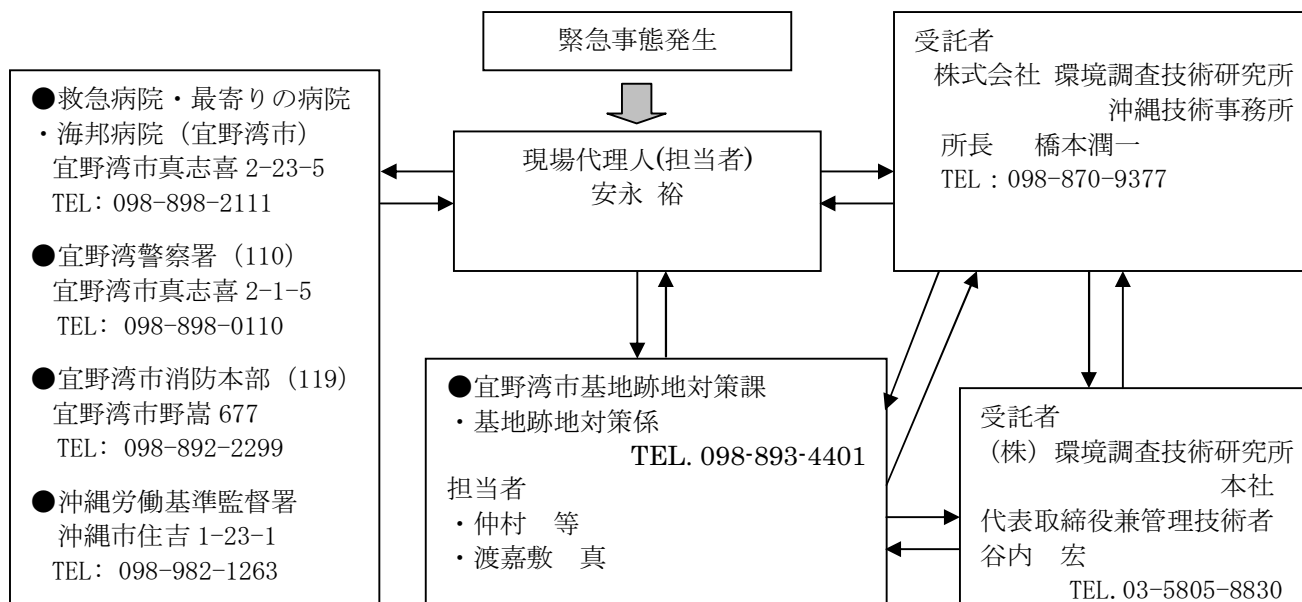 緊急事態発生
●救急病院・最寄りの病院
・海邦病院（宜野湾市）
宜野湾市真志喜 2-23-5
TEL: 098-898-2111
●宜野湾警察署（110）
宜野湾市真志喜 2-1-5
TEL: 098-898-0110
●宜野湾市消防本部（119）
宜野湾市野嵩 677
TEL: 098-892-2299
●沖縄労働基準監督署
沖縄市住吉 1-23-1
TEL: 098-982-1263
現場代理人(担当者)
安永 裕
受託者
株式会社 環境調査技術研究所
沖縄技術事務所
所長　橋本潤一
TEL：098-870-9377
●宜野湾市基地跡地対策課
・基地跡地対策係
TEL. 098-893-4401
担当者
・仲村　等
・渡嘉敷　真
受託者
（株）環境調査技術研究所
本社
代表取締役兼管理技術者
谷内　宏
TEL. 03-5805-8830